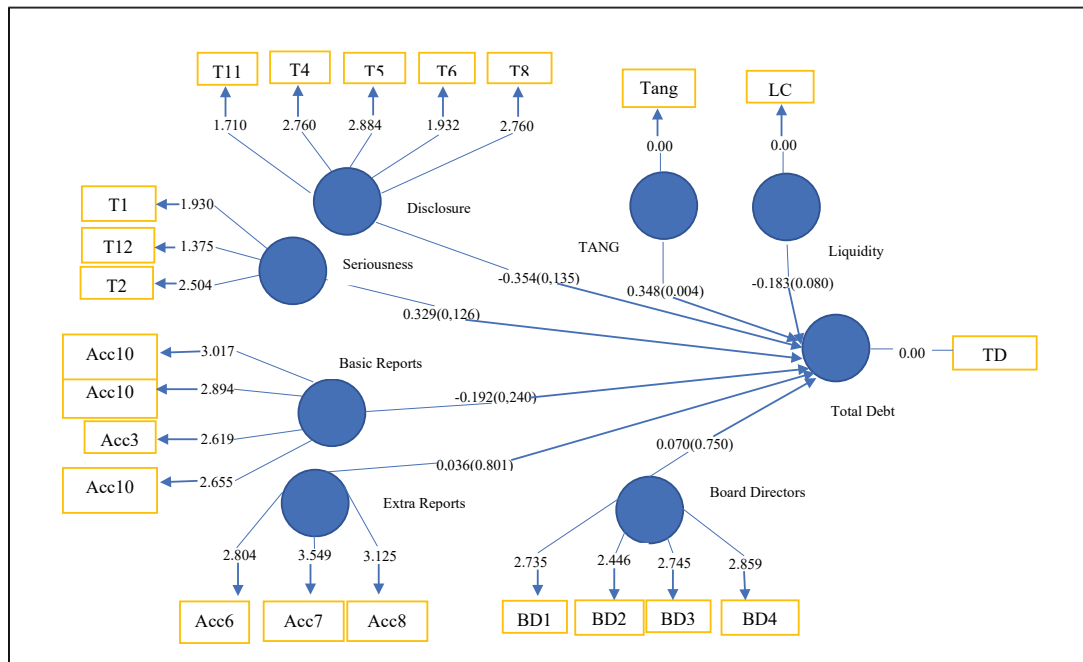 T11
T4
T5
T6
T8
Tang
LC
1.710
2.760
2.884
1.932
2.760
0.00
0.00
T1
1.930
Disclosure
TANG
Liquidity
T12
1.375
Seriousness
T2
2.504
-0.354(0,135)
0.348(0,004)
-0.183(0.080)
0.329(0,126)
Acc10
3.017
Basic Reports
0.00
TD
Acc10
2.894
-0.192(0,240)
Total Debt
Acc3
2.619
0.070(0.750)
Acc10
2.655
0.036(0.801)
Extra Reports
Board Directors
2.804
3.549
3.125
2.735
2.446
2.745
2.859
Acc6
Acc7
Acc8
BD1
BD2
BD3
BD4